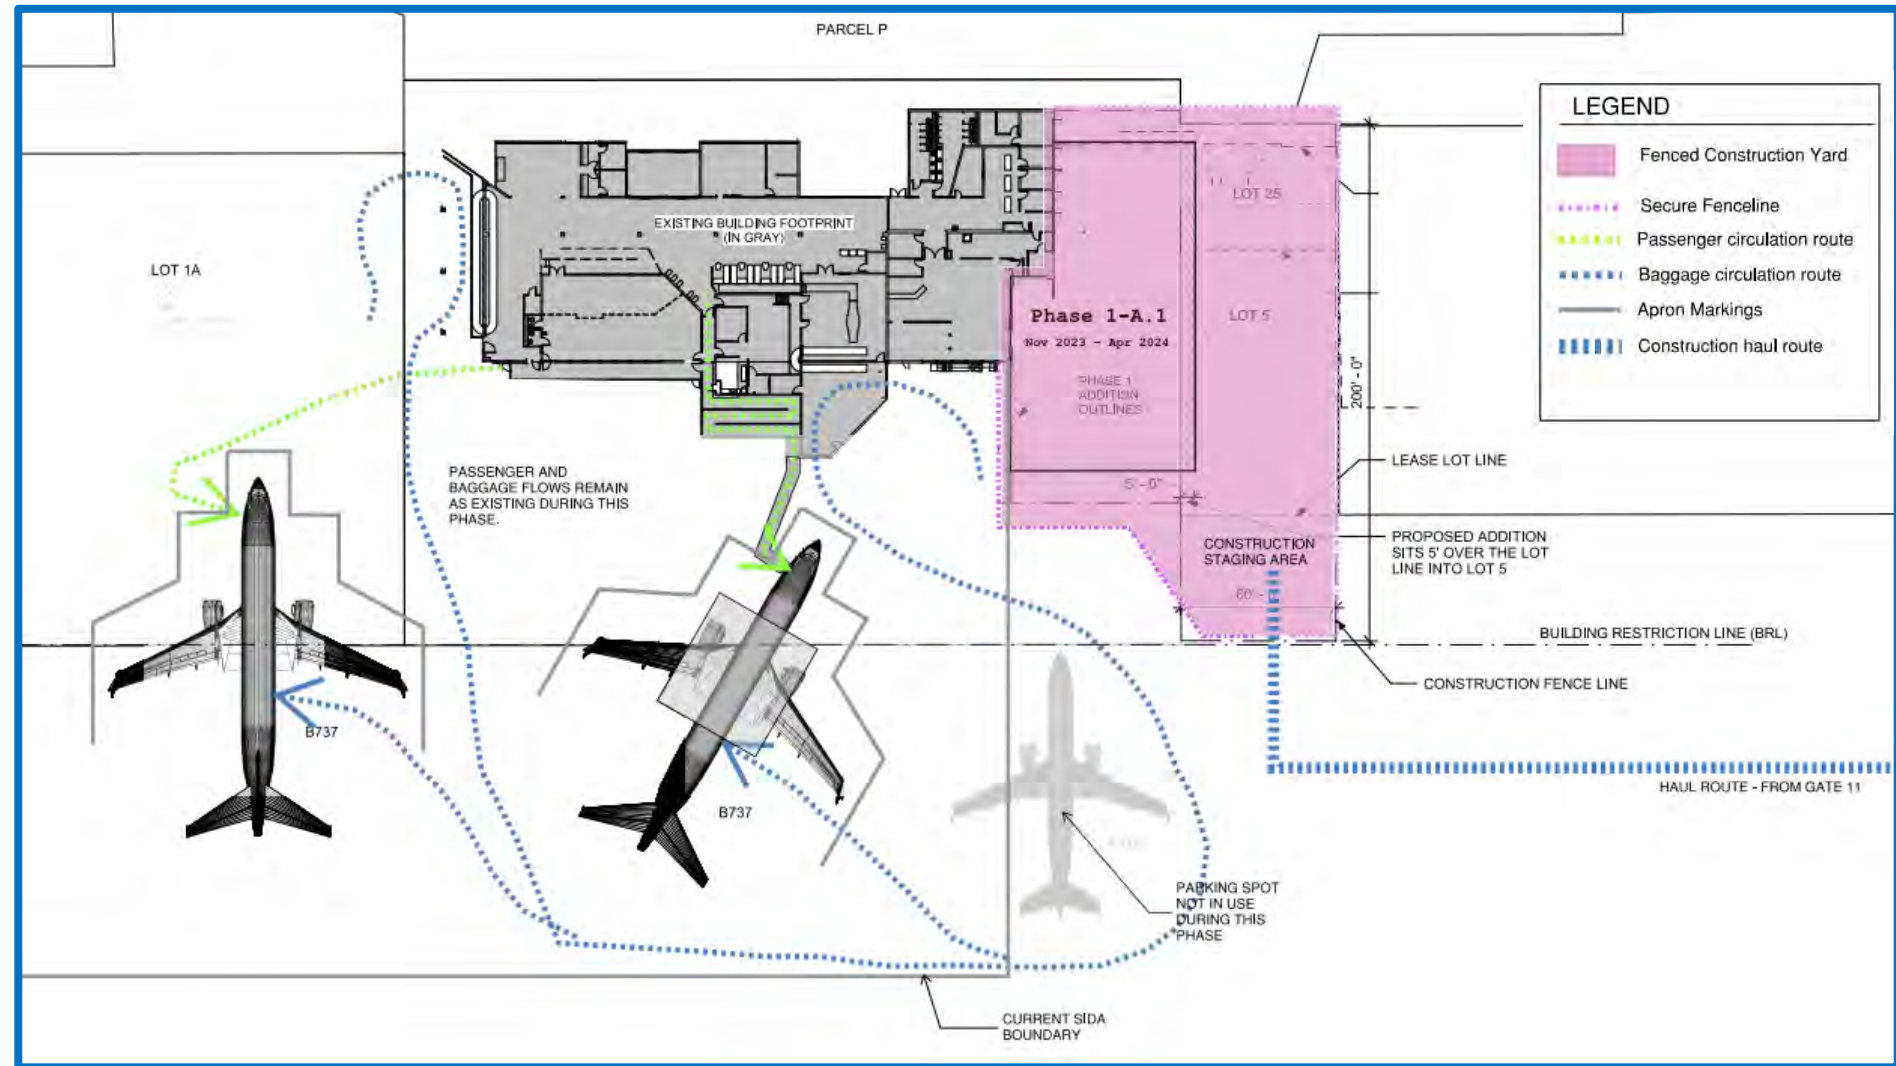 PARCEL P
LEGEND
Fenced Construction Yard
Secure Fenceline
Passenger circulation route
Baggage circulation route
Apron Markings
Construction haul route
EXISTING BUILDING FOOTPRINT
(IN GRAY)
LOT 1A
LOT 25
LOT 5
Phase 1-A.1
Nov 2023 - Apr 2024
PHASE 1
ADDITION
OUTLINES
200' - 0"
LEASE LOT LINE
PASSENGER AND
BAGGAGE FLOWS REMAIN
AS EXISTING DURING THIS
PHASE.
5' - 0"
CONSTRUCTION
STAGING AREA
PROPOSED ADDITION
SITS 5' OVER THE LOT
LINE INTO LOT 5
BUILDING RESTRICTION LINE (BRL)
CONSTRUCTION FENCE LINE
B737
B737
HAUL ROUTE - FROM GATE 11
PARKING SPOT
NOT IN USE
DURING THIS
PHASE
CURRENT SIDA
BOUNDARY